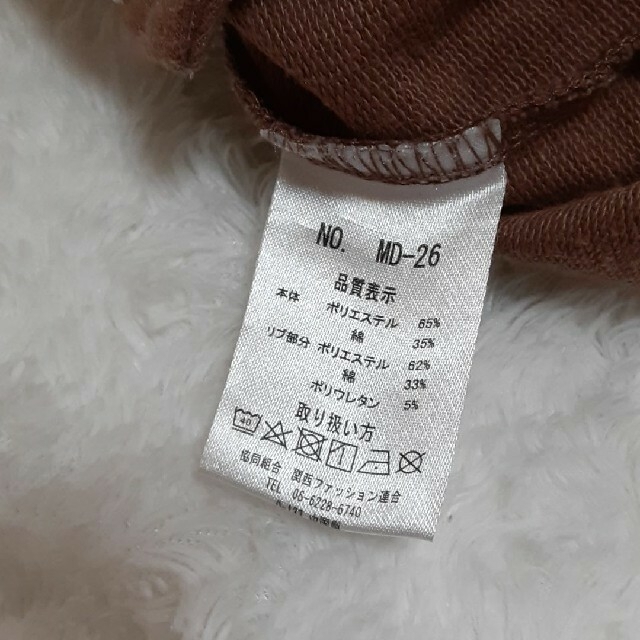 NO. MD-26
品質表示
本体 ポリエステル 65%
綿 35%
リブ部分 ポリエステル 62%
綿 33%
ポリウレタン 5%
取り扱い方
40
協同組合 関西ファッション連合
TEL 06-6228-6740